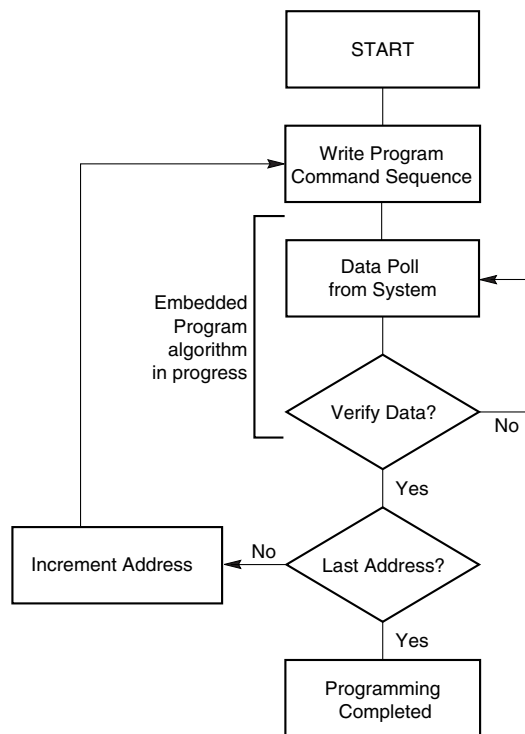 START
Write Program
Command Sequence
Data Poll
from System
Embedded
Program
algorithm
in progress
Verify Data?
No
Yes
Increment Address
No
Last Address?
Yes
Programming
Completed